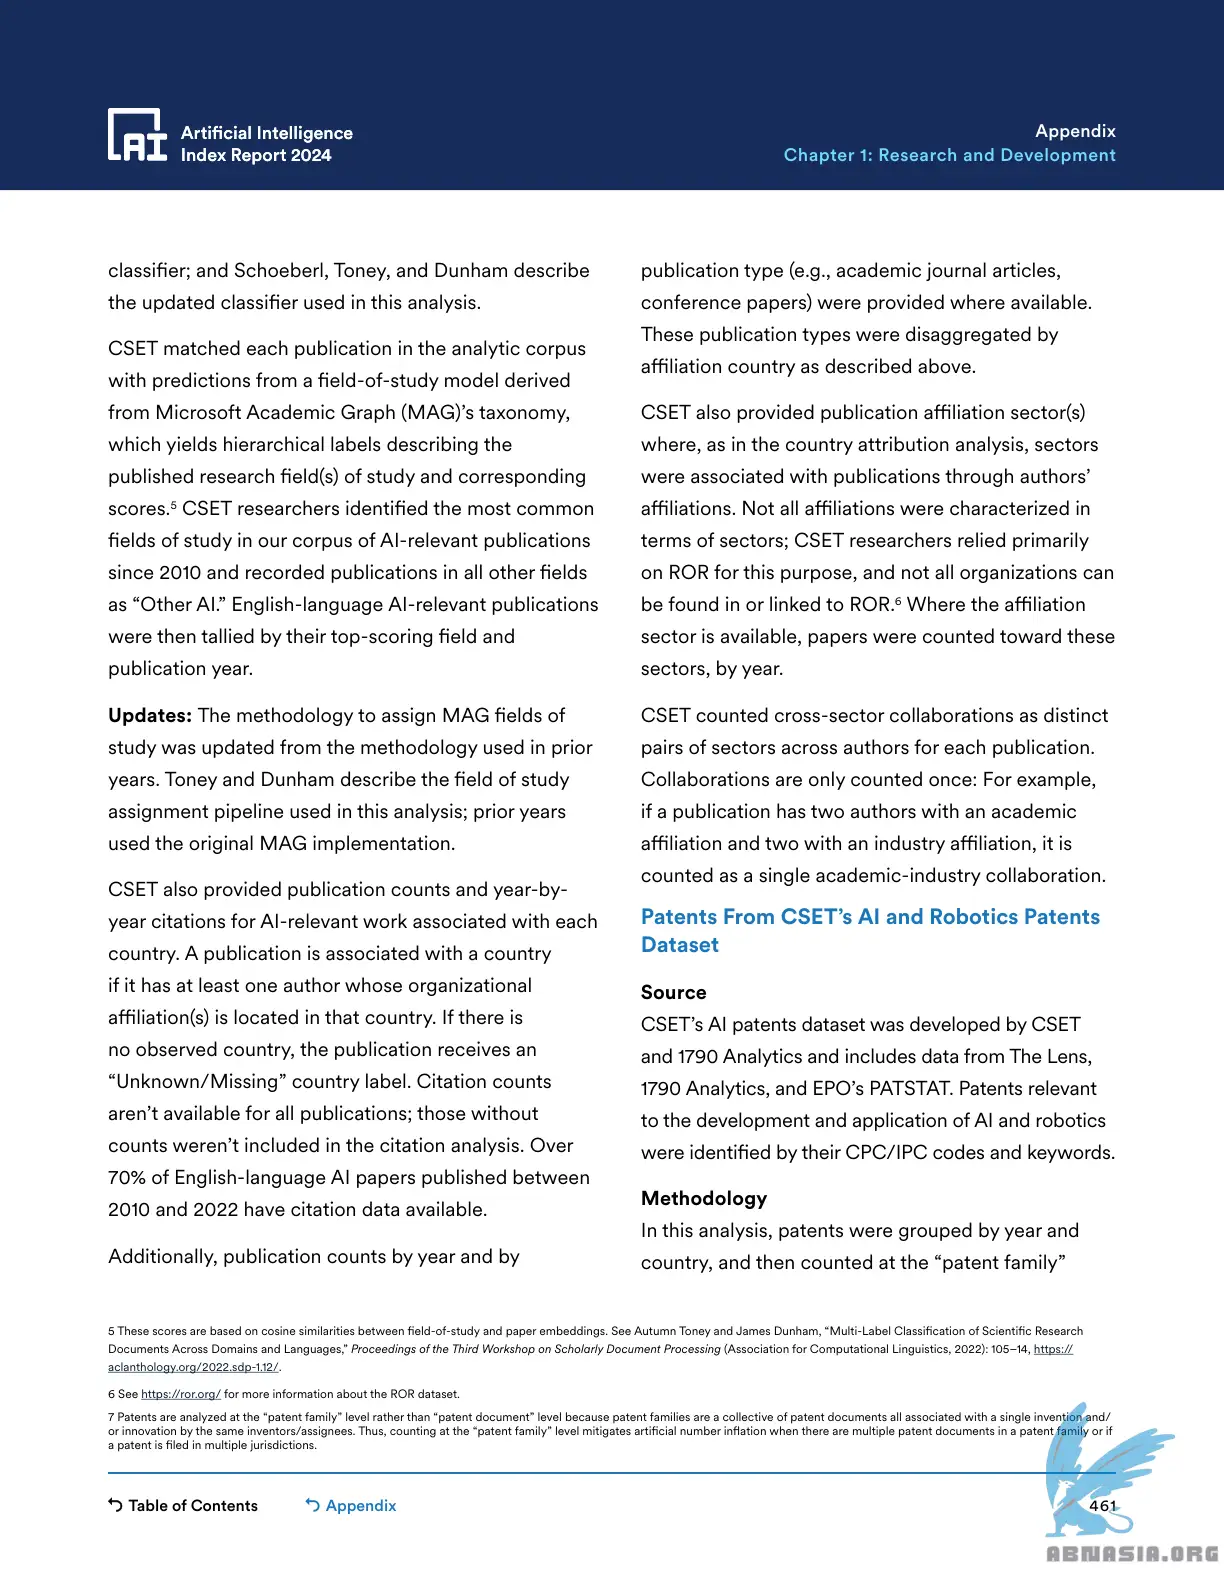 Artificial Intelligence
Index Report 2024
Appendix
Chapter 1: Research and Development
classifier; and Schoeberl, Toney, and Dunham describe
the updated classifier used in this analysis.
CSET matched each publication in the analytic corpus
with predictions from a field-of-study model derived
from Microsoft Academic Graph (MAG)’s taxonomy,
which yields hierarchical labels describing the
published research field(s) of study and corresponding
scores.⁵ CSET researchers identified the most common
fields of study in our corpus of AI-relevant publications
since 2010 and recorded publications in all other fields
as “Other AI.” English-language AI-relevant publications
were then tallied by their top-scoring field and
publication year.
Updates: The methodology to assign MAG fields of
study was updated from the methodology used in prior
years. Toney and Dunham describe the field of study
assignment pipeline used in this analysis; prior years
used the original MAG implementation.
CSET also provided publication counts and year-by-
year citations for AI-relevant work associated with each
country. A publication is associated with a country
if it has at least one author whose organizational
affiliation(s) is located in that country. If there is
no observed country, the publication receives an
“Unknown/Missing” country label. Citation counts
aren’t available for all publications; those without
counts weren’t included in the citation analysis. Over
70% of English-language AI papers published between
2010 and 2022 have citation data available.
Additionally, publication counts by year and by
publication type (e.g., academic journal articles,
conference papers) were provided where available.
These publication types were disaggregated by
affiliation country as described above.
CSET also provided publication affiliation sector(s)
where, as in the country attribution analysis, sectors
were associated with publications through authors’
affiliations. Not all affiliations were characterized in
terms of sectors; CSET researchers relied primarily
on ROR for this purpose, and not all organizations can
be found in or linked to ROR.⁶ Where the affiliation
sector is available, papers were counted toward these
sectors, by year.
CSET counted cross-sector collaborations as distinct
pairs of sectors across authors for each publication.
Collaborations are only counted once: For example,
if a publication has two authors with an academic
affiliation and two with an industry affiliation, it is
counted as a single academic-industry collaboration.
Patents From CSET’s AI and Robotics Patents
Dataset
Source
CSET’s AI patents dataset was developed by CSET
and 1790 Analytics and includes data from The Lens,
1790 Analytics, and EPO’s PATSTAT. Patents relevant
to the development and application of AI and robotics
were identified by their CPC/IPC codes and keywords.
Methodology
In this analysis, patents were grouped by year and
country, and then counted at the “patent family”
5 These scores are based on cosine similarities between field-of-study and paper embeddings. See Autumn Toney and James Dunham, “Multi-Label Classification of Scientific Research
Documents Across Domains and Languages,” Proceedings of the Third Workshop on Scholarly Document Processing (Association for Computational Linguistics, 2022): 105–14, https://
aclanthology.org/2022.sdp-1.12/.
6 See https://ror.org/ for more information about the ROR dataset.
7 Patents are analyzed at the “patent family” level rather than “patent document” level because patent families are a collective of patent documents all associated with a single invention and/
or innovation by the same inventors/assignees. Thus, counting at the “patent family” level mitigates artificial number inflation when there are multiple patent documents in a patent family or if
a patent is filed in multiple jurisdictions.
Table of Contents
Appendix
461
ABNASIA.ORG